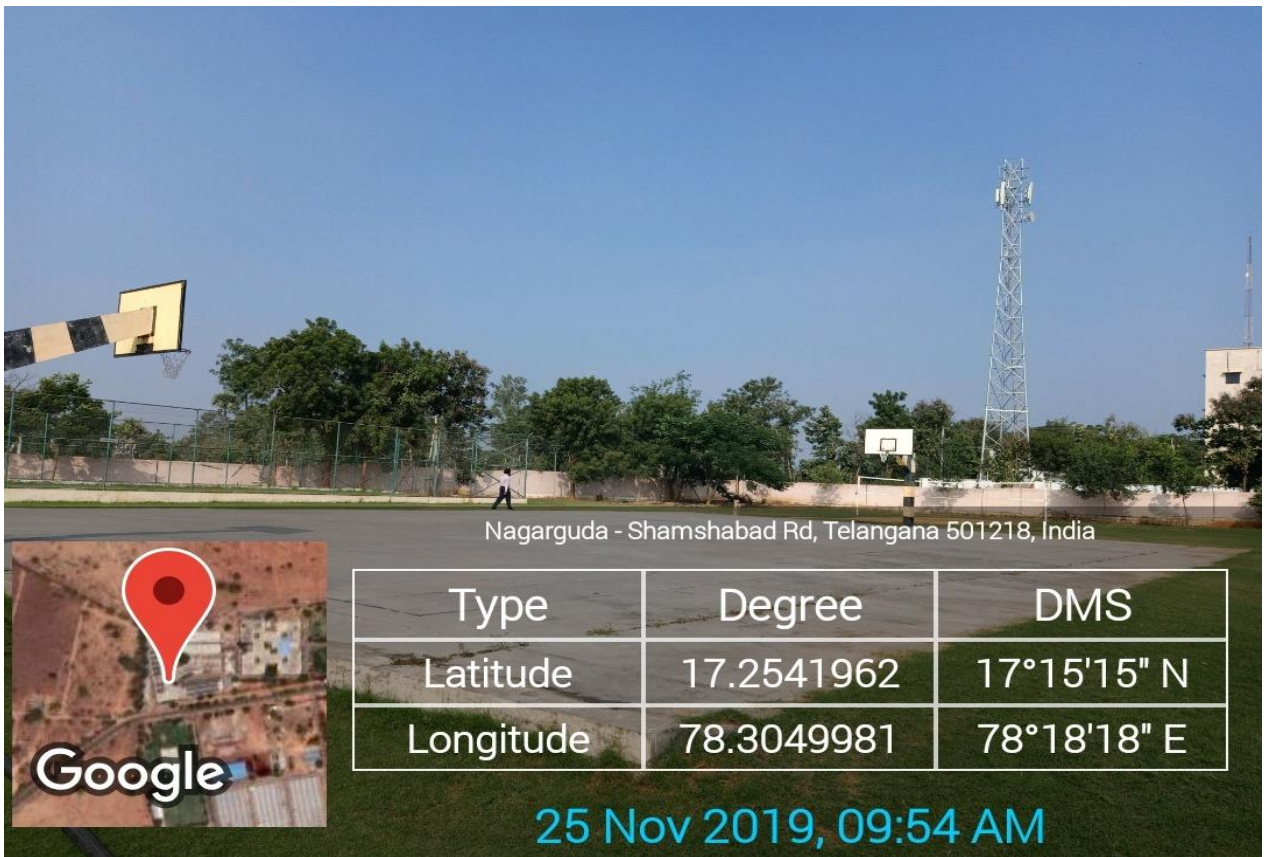 Nagarguda - Shamshabad Rd, Telangana 501218, India
Type Degree DMS
Latitude 17.2541962 17°15'15" N
Longitude 78.3049981 78°18'18" E
Google
25 Nov 2019, 09:54 AM